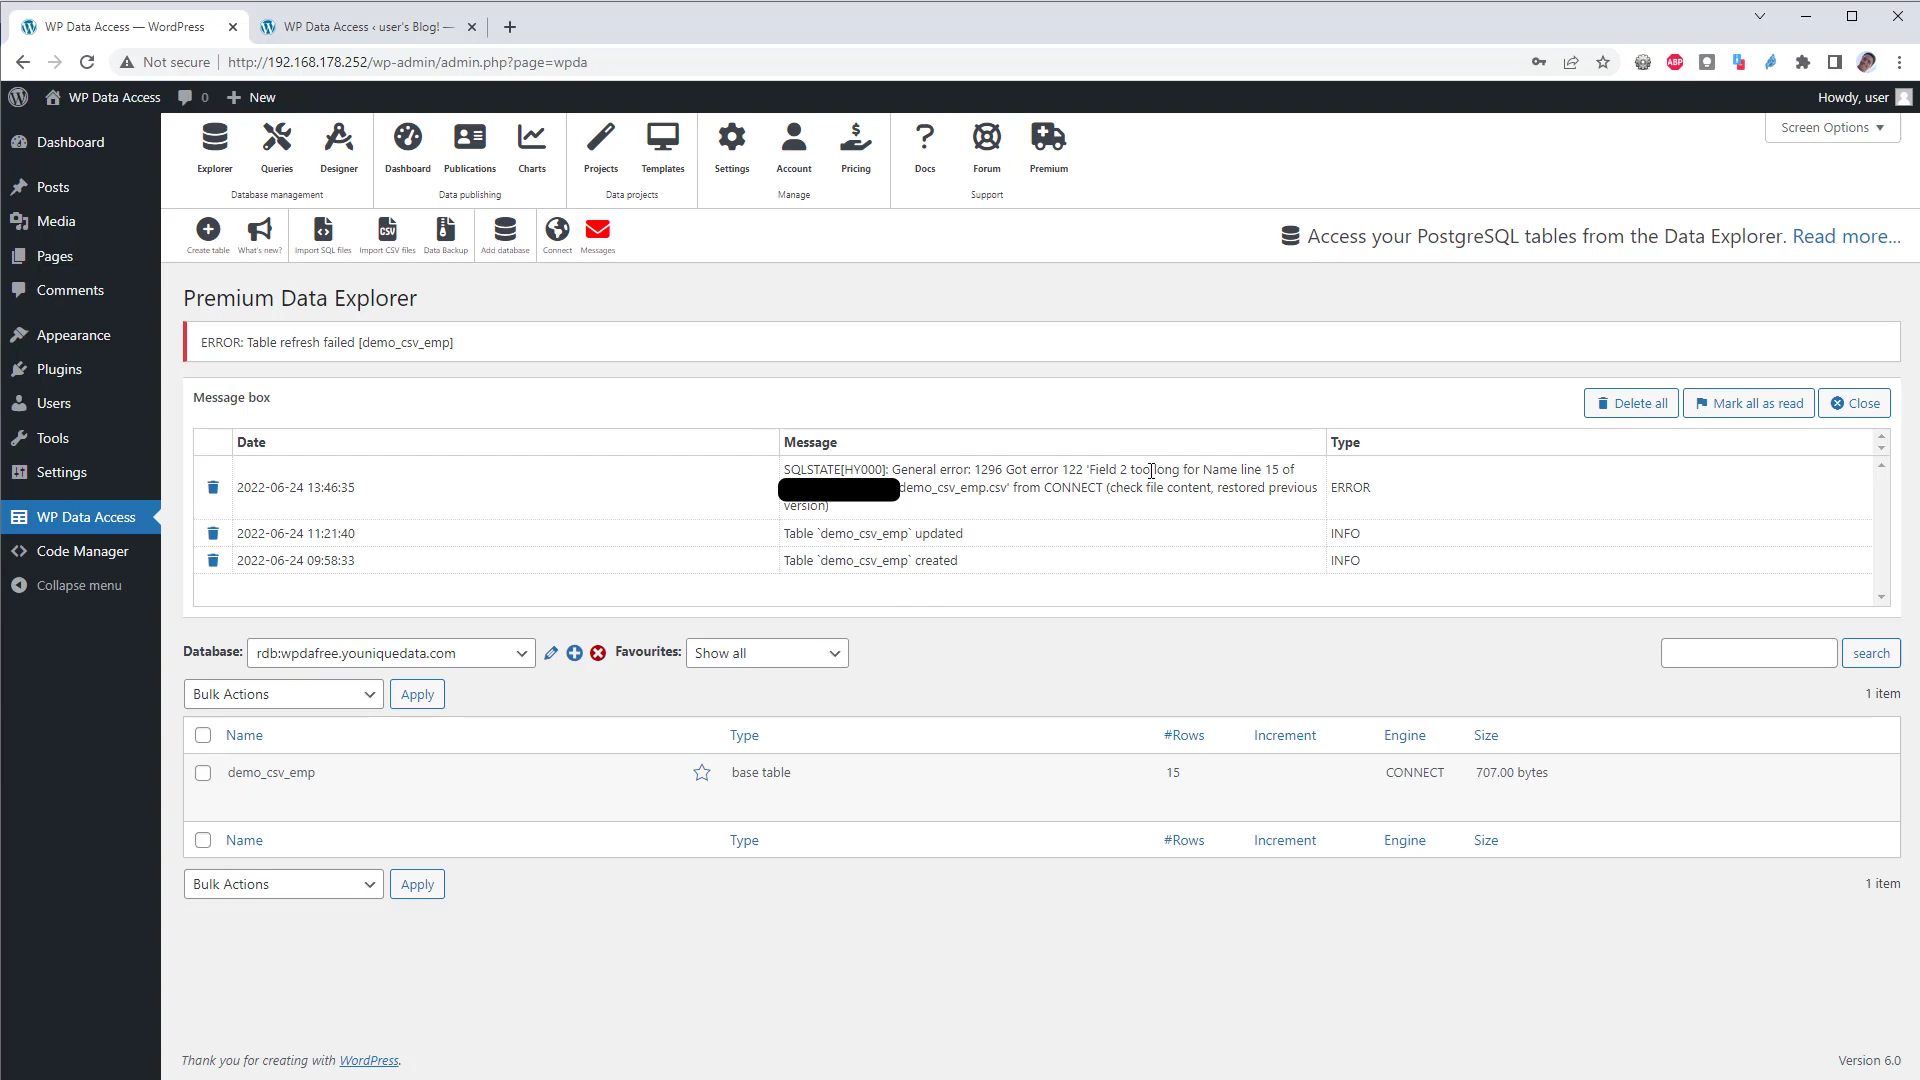 WP Data Access — WordPress
WP Data Access ‹ user's Blog! —
Not secure
http://192.168.178.252/wp-admin/admin.php?page=wpda
ABP
WP Data Access
0
New
Howdy, user
Dashboard
Posts
Media
Pages
Comments
Appearance
Plugins
Users
Tools
Settings
WP Data Access
Code Manager
Collapse menu
Screen Options
Explorer
Queries
Designer
Database management
Dashboard
Publications
Charts
Data publishing
Projects
Templates
Data projects
Settings
Account
Pricing
Manage
Docs
Forum
Premium
Support
Create table
What's new?
Import SQL files
CSV
Import CSV files
Data Backup
Add database
Connect
Messages
Access your PostgreSQL tables from the Data Explorer. Read more...
Premium Data Explorer
ERROR: Table refresh failed [demo_csv_emp]
Message box
Delete all
Mark all as read
Close
Date Message Type
2022-06-24 13:46:35
SQLSTATE[HY000]: General error: 1296 Got error 122 'Field 2 too long for Name line 15 of
demo_csv_emp.csv' from CONNECT (check file content, restored previous
version)
ERROR
2022-06-24 11:21:40 Table `demo_csv_emp` updated INFO
2022-06-24 09:58:33 Table `demo_csv_emp` created INFO
Database: rdb:wpdafree.youniquedata.com Favourites: Show all search
Bulk Actions Apply 1 item
Name Type #Rows Increment Engine Size
demo_csv_emp base table 15 CONNECT 707.00 bytes
Name Type #Rows Increment Engine Size
Bulk Actions Apply 1 item
Thank you for creating with WordPress. Version 6.0